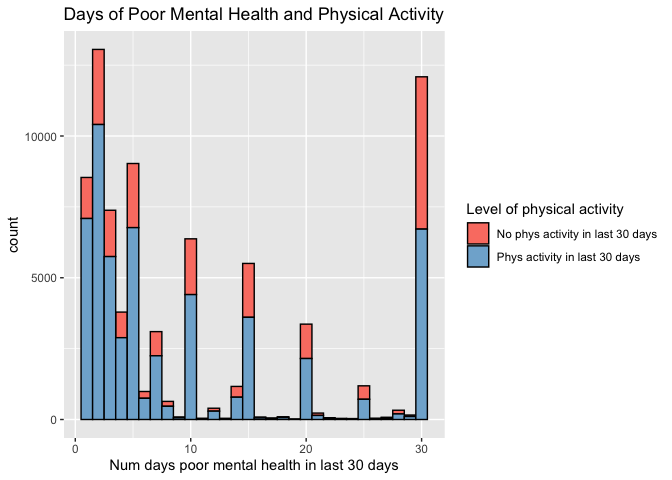 Days of Poor Mental Health and Physical Activity
10000
5000
0
count
0 10 20 30
Num days poor mental health in last 30 days
Level of physical activity
No phys activity in last 30 days
Phys activity in last 30 days